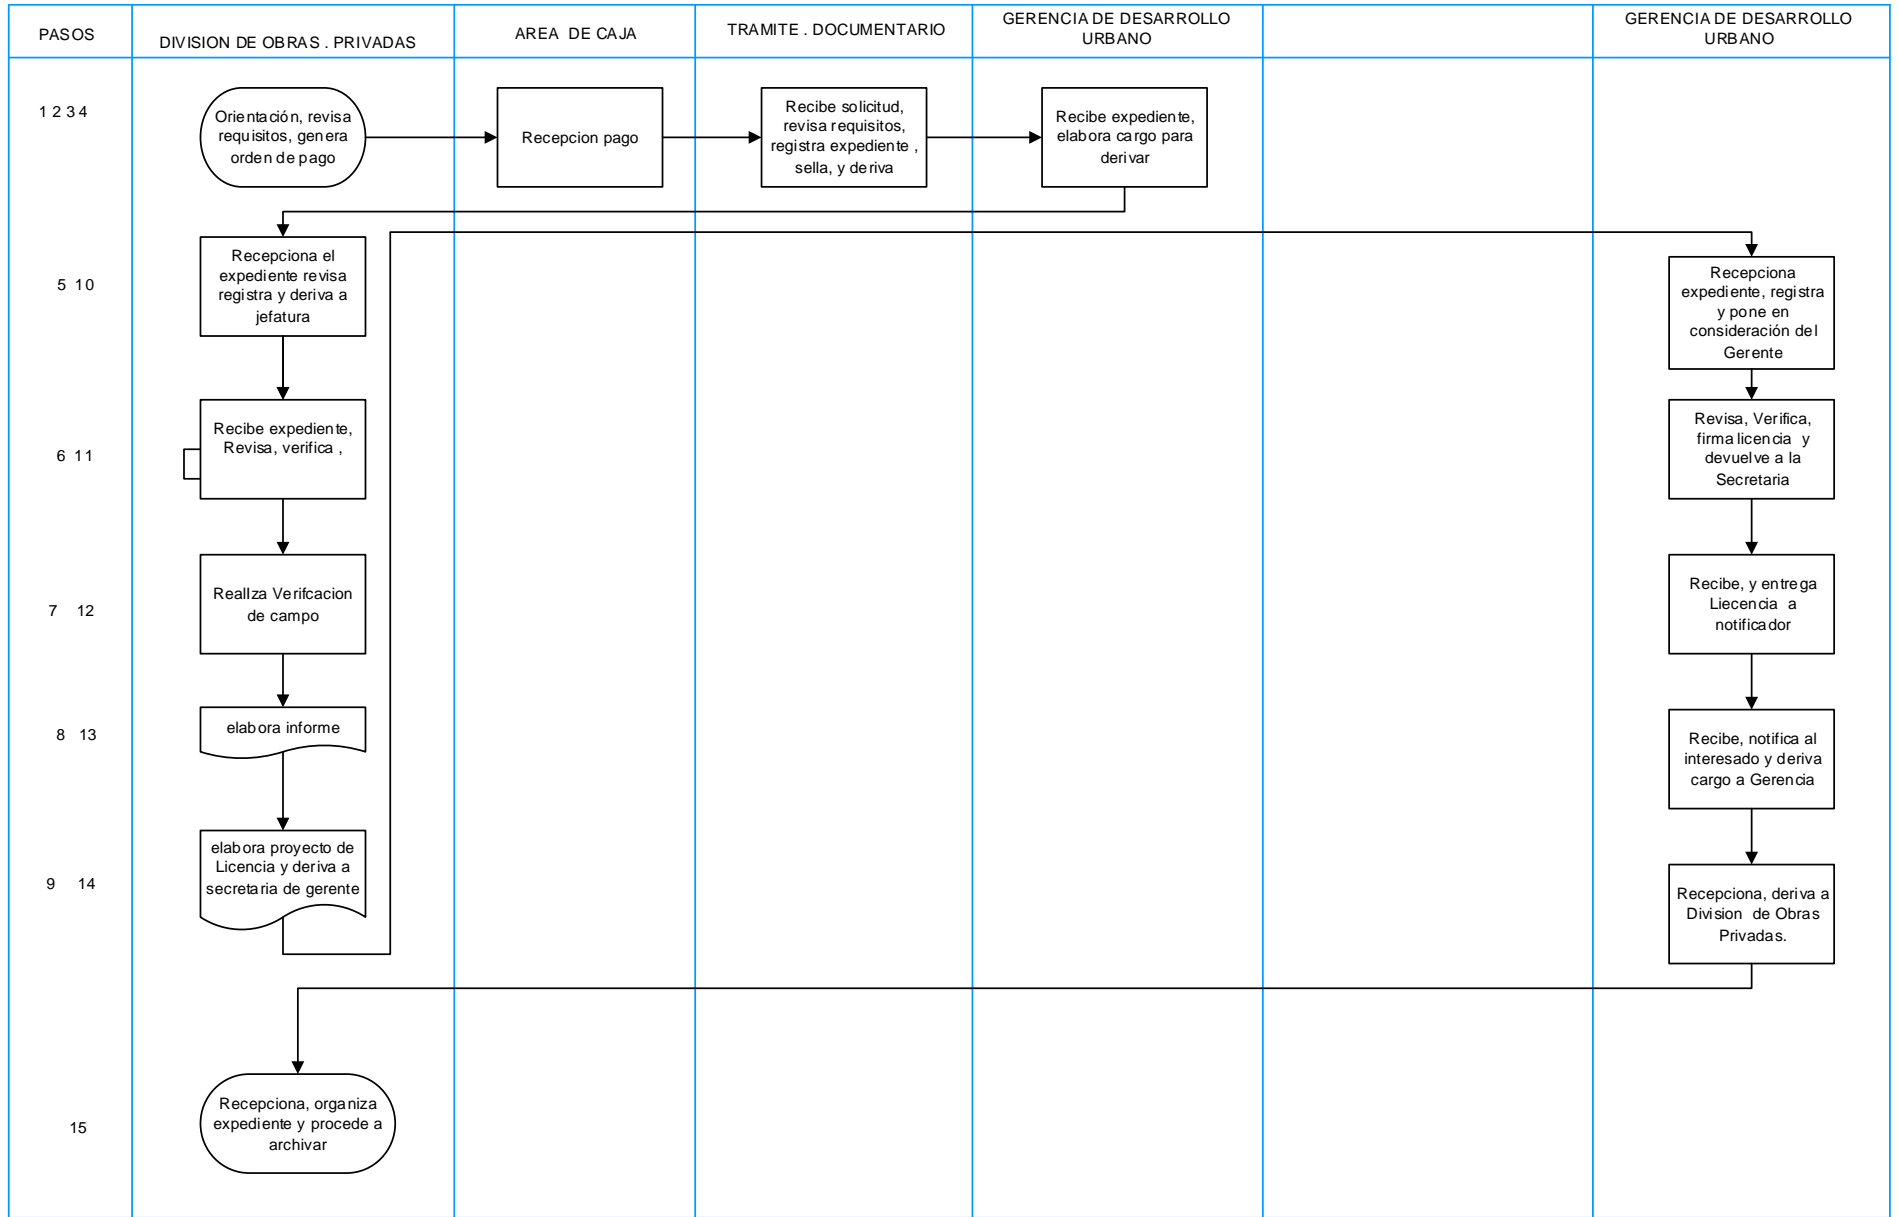 PASOS
DIVISION DE OBRAS . PRIVADAS
AREA DE CAJA
TRAMITE . DOCUMENTARIO
GERENCIA DE DESARROLLO
URBANO
GERENCIA DE DESARROLLO
URBANO
1 2 3 4
Orientación, revisa
requisitos, genera
orden de pago
Recepcion pago
Recibe solicitud,
revisa requisitos,
registra expediente ,
sella, y deriva
Recibe expediente,
elabora cargo para
derivar
5 10
Recepciona el
expediente revisa
registra y deriva a
jefatura
Recepciona
expediente, registra
y pone en
consideración del
Gerente
6 11
Recibe expediente,
Revisa, verifica ,
Revisa, Verifica,
firma licencia y
devuelve a la
Secretaria
7 12
ReaIIza Verifcacion
de campo
Recibe, y entrega
Liecencia a
notificador
8 13
elabora informe
Recibe, notifica al
interesado y deriva
cargo a Gerencia
9 14
elabora proyecto de
Licencia y deriva a
secretaria de gerente
Recepciona, deriva a
Division de Obras
Privadas.
15
Recepciona, organiza
expediente y procede a
archivar